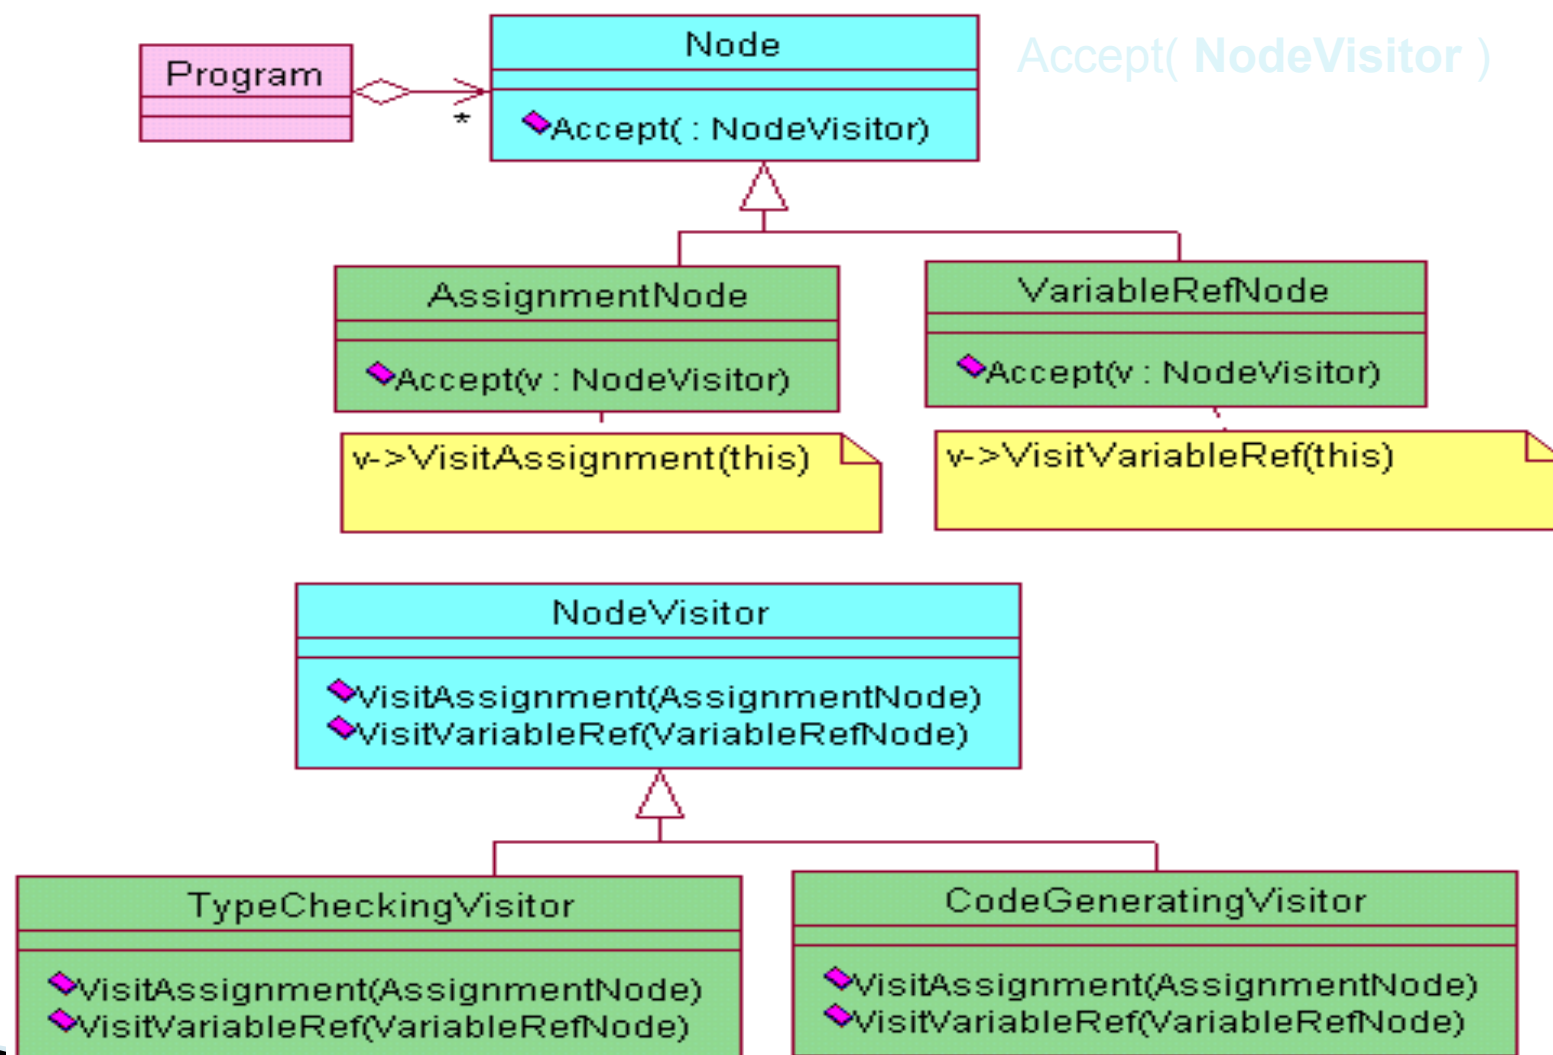 Node
Accept( NodeVisitor )
Program
*
Accept( : NodeVisitor)
AssignmentNode
VariableRefNode
Accept(v : NodeVisitor)
Accept(v : NodeVisitor)
v->VisitAssignment(this)
v->VisitVariableRef(this)
NodeVisitor
VisitAssignment(AssignmentNode)
VisitVariableRef(VariableRefNode)
TypeCheckingVisitor
CodeGeneratingVisitor
VisitAssignment(AssignmentNode)
VisitVariableRef(VariableRefNode)
VisitAssignment(AssignmentNode)
VisitVariableRef(VariableRefNode)